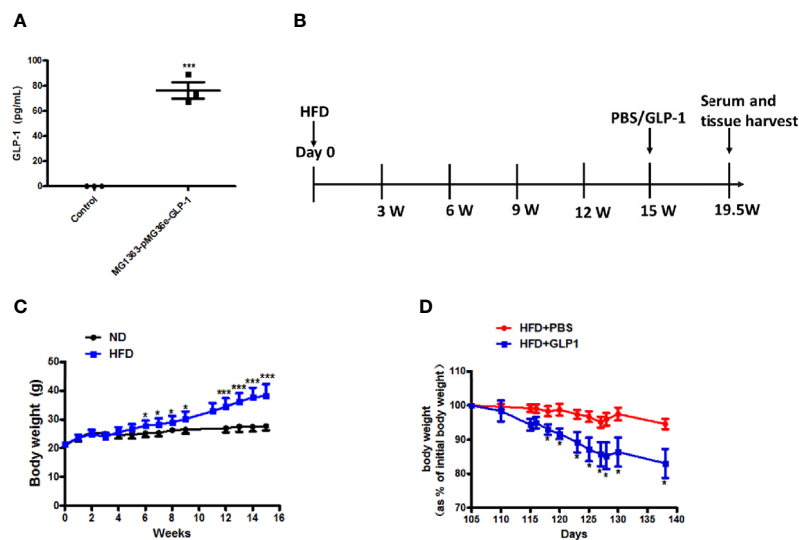 A
***
100
80
60
40
20
0
GLP-1 (pg/mL)
Control
MG1363-pMG36e-GLP-1
B
HFD
Day 0
PBS/GLP-1
Serum and
tissue harvest
3 W
6 W
9 W
12 W
15 W
19.5W
C
ND
HFD
50
40
30
20
10
0
Body weight (g)
* * * * *** *** *** ***
0 2 4 6 8 10 12 14 16
Weeks
D
HFD+PBS
HFD+GLP1
110
100
90
80
70
body weight
(as % of initial body weight)
* * * * * * * *
105 110 115 120 125 130 135 140
Days